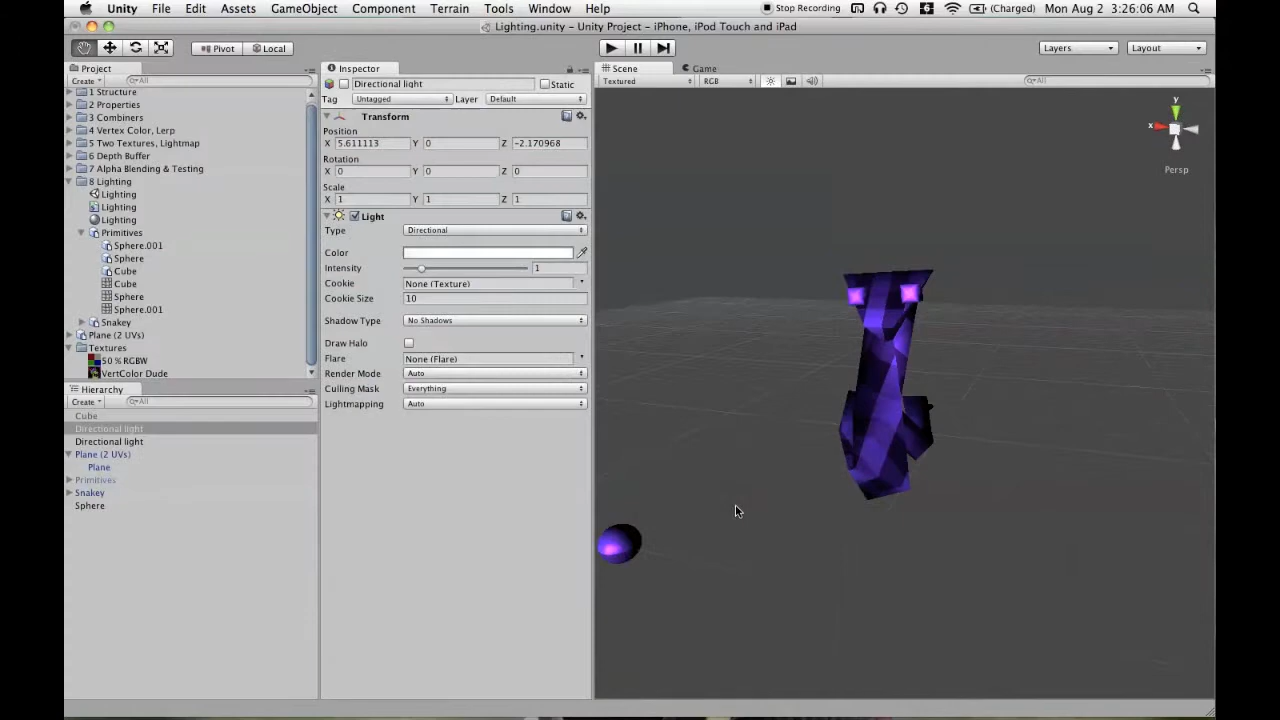 Unity File Edit Assets GameObject Component Terrain Tools Window Help Stop Recording (Charged) Mon Aug 2 3:26:06 AM
Lighting.unity – Unity Project – iPhone, iPod Touch and iPad
Pivot Local Layers Layout
Project
Create All
1 Structure
2 Properties
3 Combiners
4 Vertex Color, Lerp
5 Two Textures, Lightmap
6 Depth Buffer
7 Alpha Blending & Testing
8 Lighting
Lighting
Lighting
Lighting
Primitives
Sphere.001
Sphere
Cube
Cube
Sphere
Sphere.001
Snakey
Plane (2 UVs)
Textures
50 % RGBW
VertColor Dude
Hierarchy
Create All
Cube
Directional light
Directional light
Plane (2 UVs)
Plane
Primitives
Snakey
Sphere
Inspector
Directional light Static
Tag Untagged Layer Default
Transform
Position
X 5.611113 Y 0 Z -2.170968
Rotation
X 0 Y 0 Z 0
Scale
X 1 Y 1 Z 1
Light
Type Directional
Color
Intensity 1
Cookie None (Texture)
Cookie Size 10
Shadow Type No Shadows
Draw Halo
Flare None (Flare)
Render Mode Auto
Culling Mask Everything
Lightmapping Auto
Scene Game
Textured RGB All
y
x
Persp